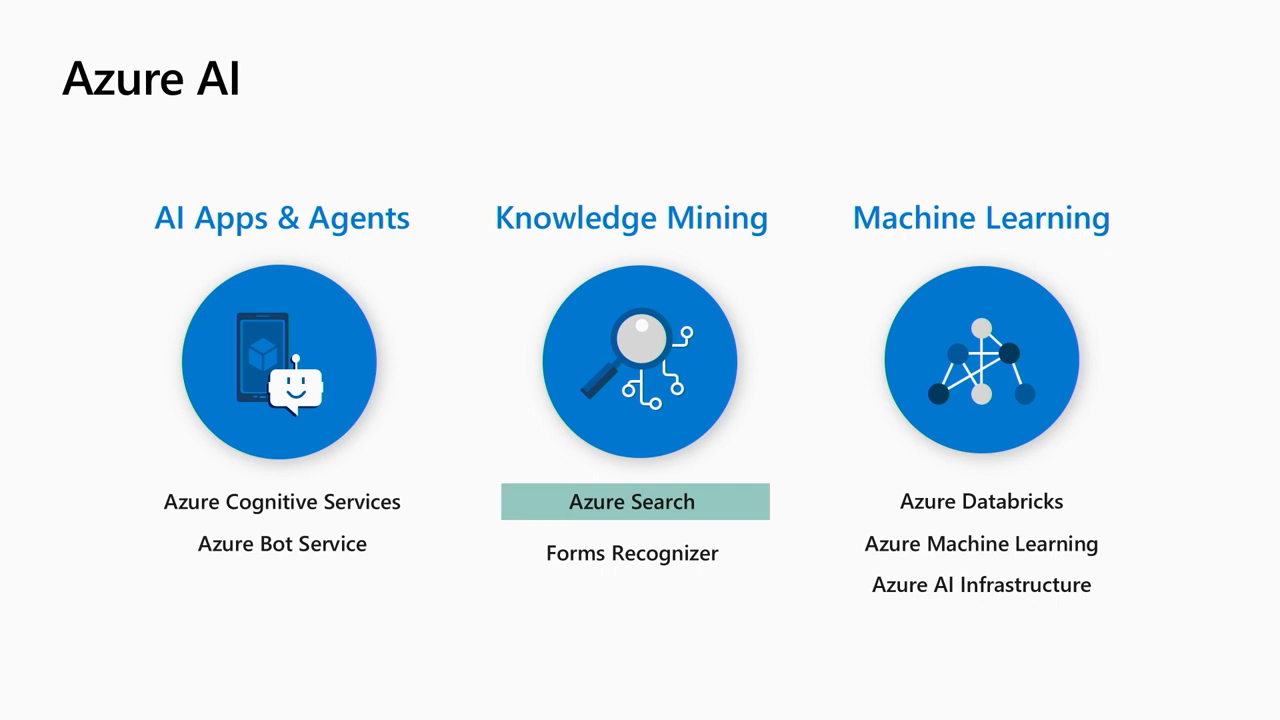 Azure AI
AI Apps & Agents
Azure Cognitive Services
Azure Bot Service
Knowledge Mining
Azure Search
Forms Recognizer
Machine Learning
Azure Databricks
Azure Machine Learning
Azure AI Infrastructure